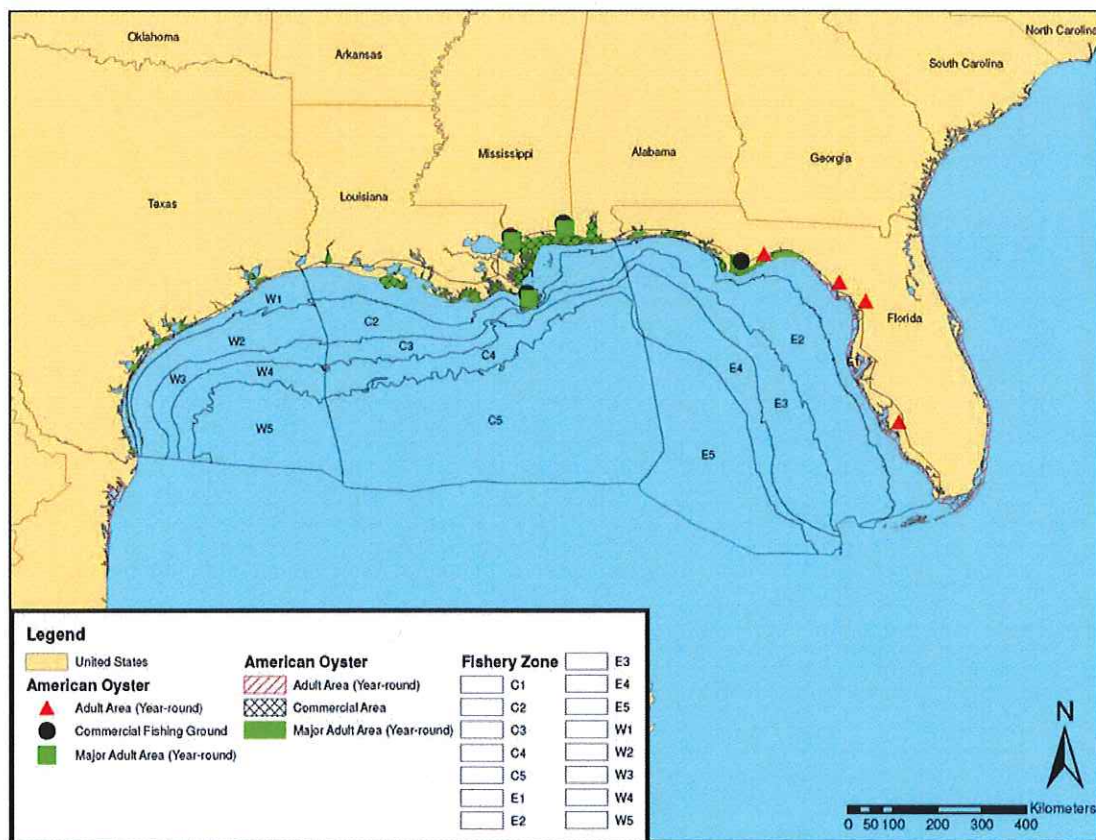 Oklahoma
North Carolina
Arkansas
South Carolina
Mississippi
Alabama
Georgia
Louisiana
Texas
W1
Florida
C2
E2
W2
C3
C4
W3
W4
E4
E3
W5
C5
E5
Legend
United States
American Oyster
Adult Area (Year-round)
Commercial Fishing Ground
Major Adult Area (Year-round)
American Oyster
Adult Area (Year-round)
Commercial Area
Major Adult Area (Year-round)
Fishery Zone
C1
C2
C3
C4
C5
E1
E2
E3
E4
E5
W1
W2
W3
W4
W5
N
Kilometers
0 50 100 200 300 400